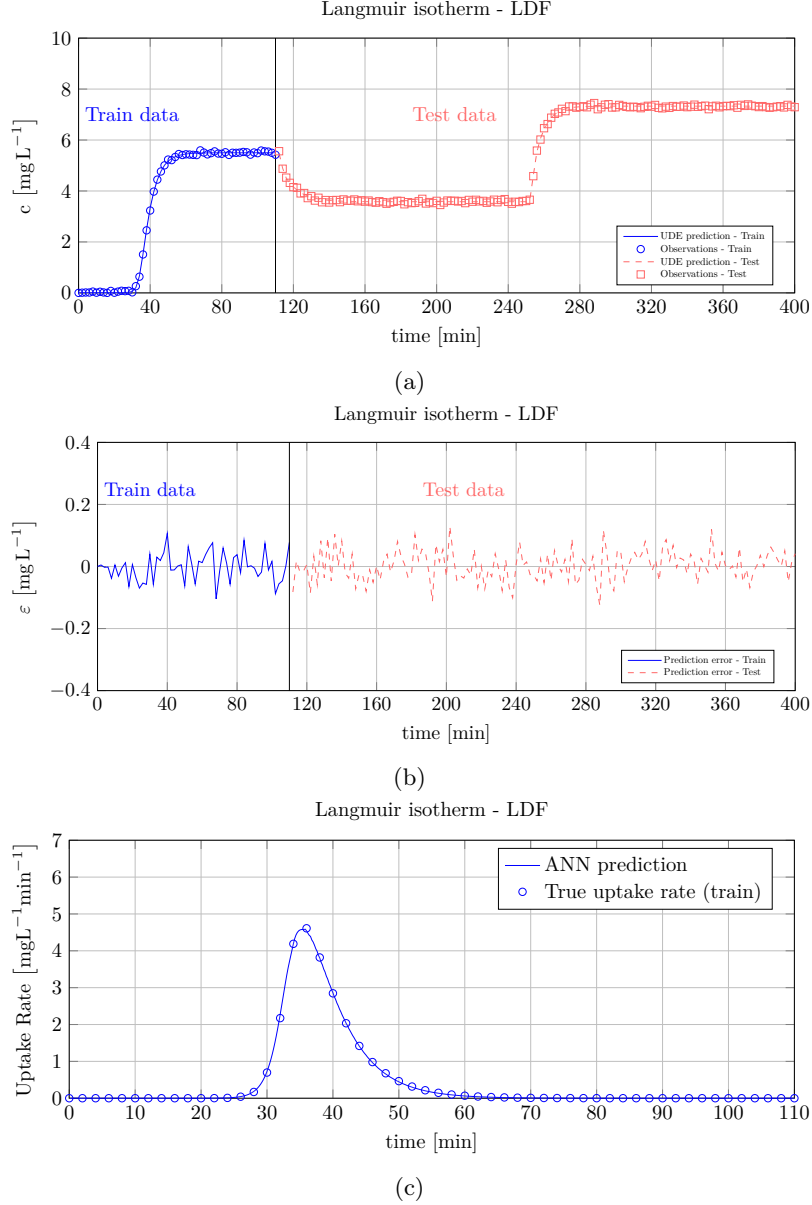 Langmuir isotherm - LDF
10
8
6
4
2
0
c [mg L⁻¹]
Train data
Test data
UDE prediction - Train
Observations - Train
UDE prediction - Test
Observations - Test
0 40 80 120 160 200 240 280 320 360 400
time [min]
(a)
Langmuir isotherm - LDF
0.4
0.2
0
−0.2
−0.4
ε [mg L⁻¹]
Train data
Test data
Prediction error - Train
Prediction error - Test
0 40 80 120 160 200 240 280 320 360 400
time [min]
(b)
Langmuir isotherm - LDF
7
6
5
4
3
2
1
0
Uptake Rate [mgL⁻¹min⁻¹]
ANN prediction
True uptake rate (train)
0 10 20 30 40 50 60 70 80 90 100 110
time [min]
(c)